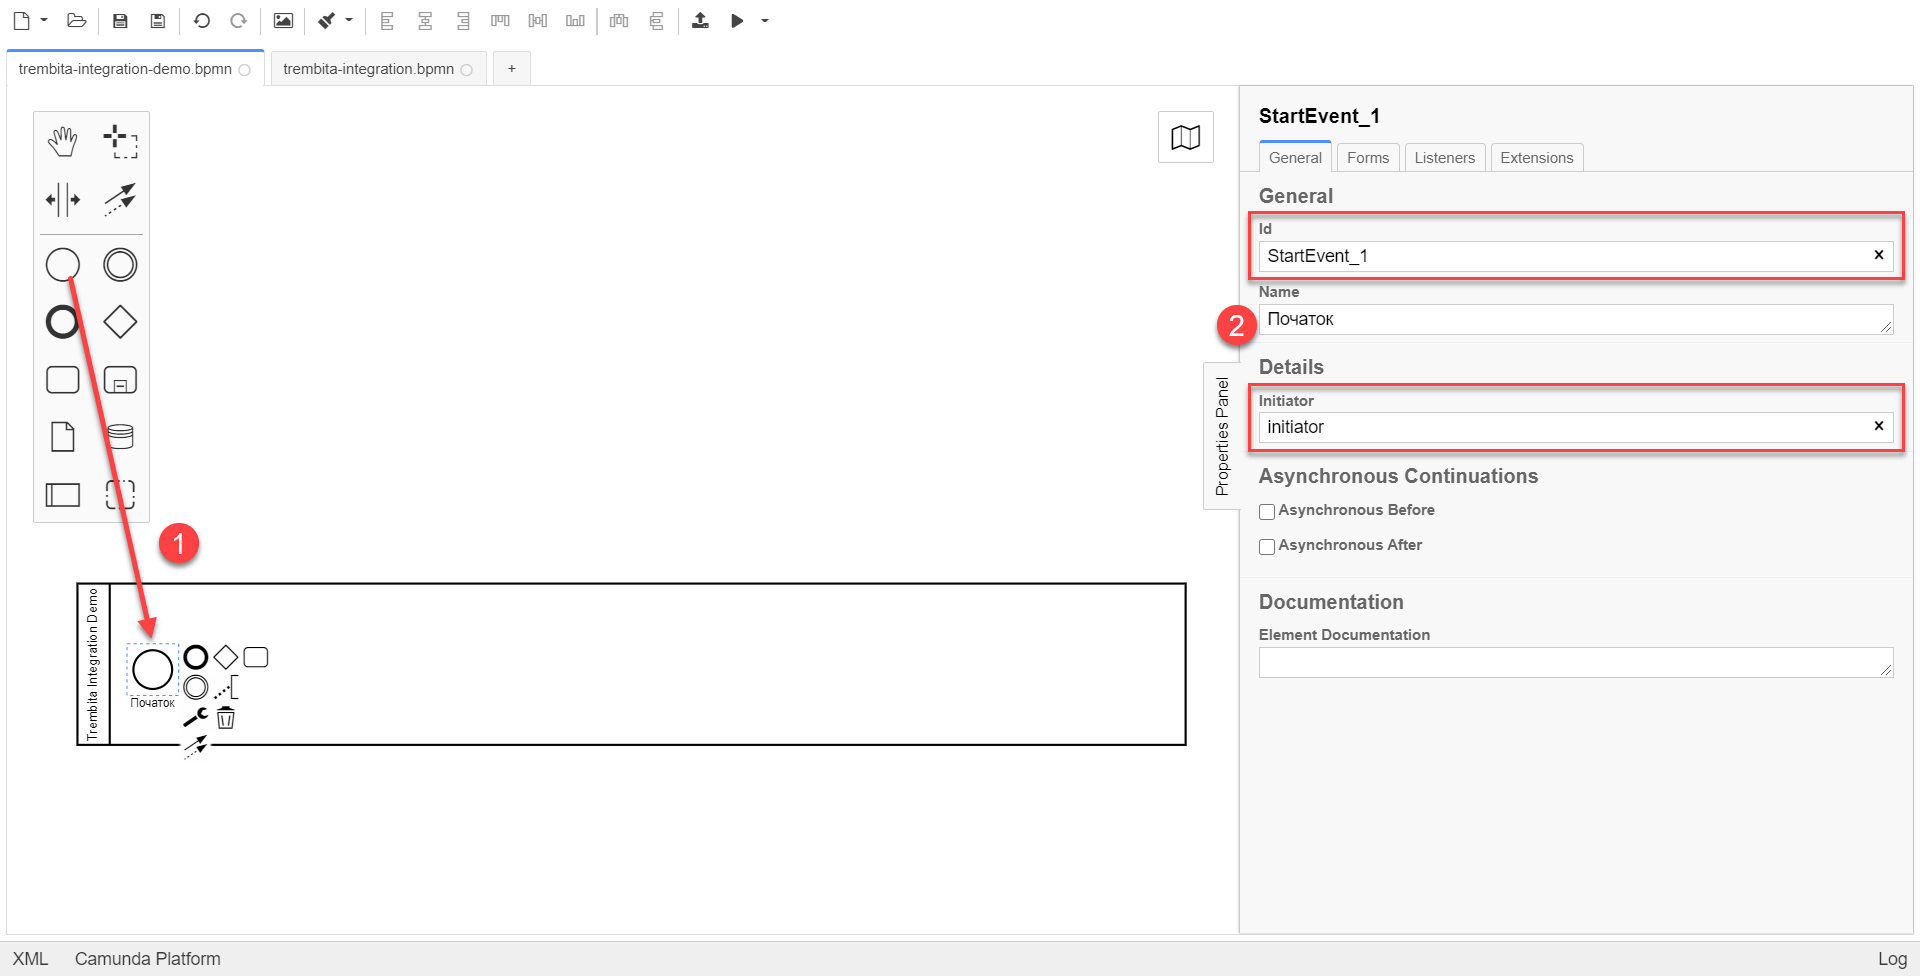 trembita-integration-demo.bpmn
trembita-integration.bpmn
+
StartEvent_1
General
Forms
Listeners
Extensions
General
Id
StartEvent_1
Name
Початок
2
Details
Initiator
initiator
Properties Panel
Asynchronous Continuations
Asynchronous Before
Asynchronous After
Documentation
Element Documentation
1
Trembita Integration Demo
Початок
XML
Camunda Platform
Log